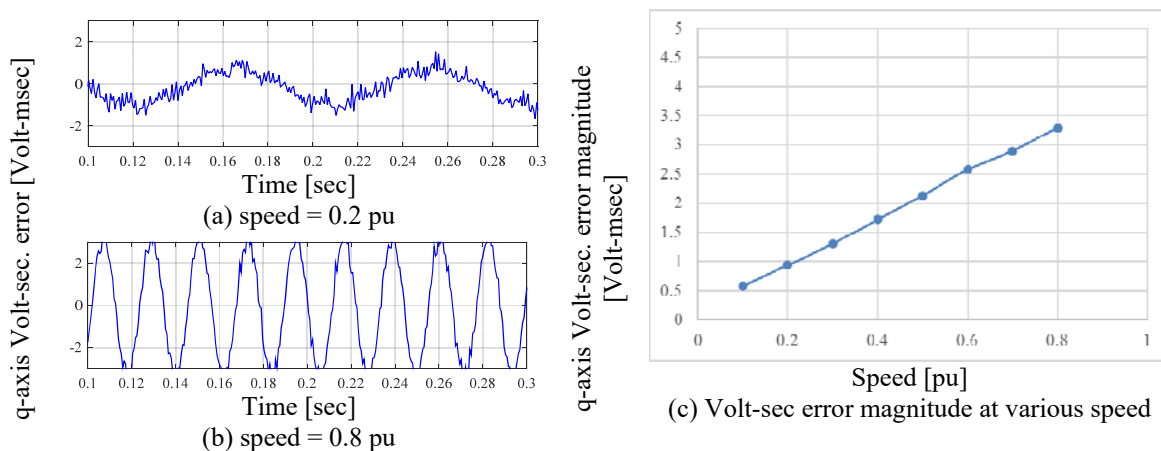 q-axis Volt-sec. error [Volt-msec]
2
0
-2
0.1 0.12 0.14 0.16 0.18 0.2 0.22 0.24 0.26 0.28 0.3
Time [sec]
(a) speed = 0.2 pu
2
0
-2
0.1 0.12 0.14 0.16 0.18 0.2 0.22 0.24 0.26 0.28 0.3
Time [sec]
(b) speed = 0.8 pu
q-axis Volt-sec. error magnitude
[Volt-msec]
5
4.5
4
3.5
3
2.5
2
1.5
1
0.5
0
0 0.2 0.4 0.6 0.8 1
Speed [pu]
(c) Volt-sec error magnitude at various speed